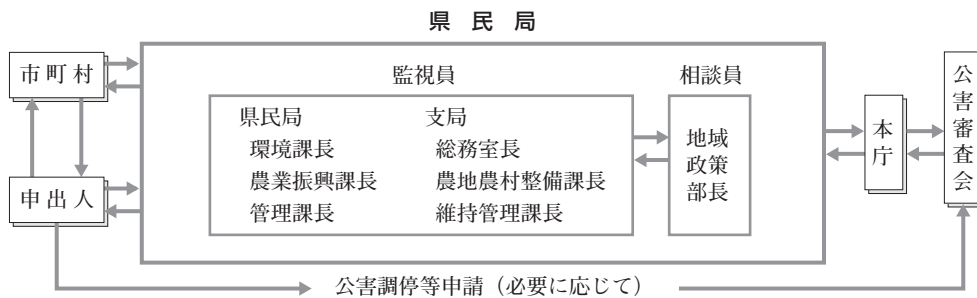 県民局
市町村
申出人
監視員
県民局
環境課長
農業振興課長
管理課長
支局
総務室長
農地農村整備課長
維持管理課長
相談員
地域
政策
部長
本庁
公害審査会
公害調停等申請（必要に応じて）